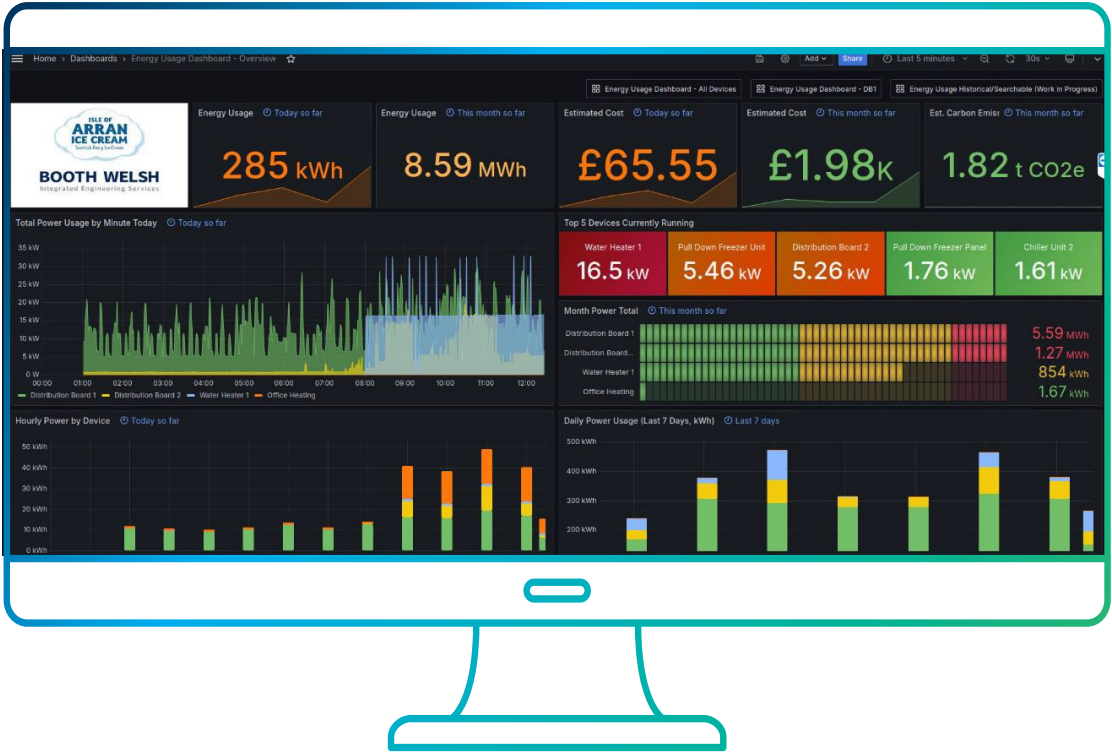 Home › Dashboards › Energy Usage Dashboard - Overview
Add
Share
Last 5 minutes
30s
Energy Usage Dashboard - All Devices
Energy Usage Dashboard - DB1
Energy Usage Historical/Searchable (Work in Progress)
ISLE OF
ARRAN
ICE CREAM
BOOTH WELSH
Integrated Engineering Services
Energy Usage Today so far
285 kWh
Energy Usage This month so far
8.59 MWh
Estimated Cost Today so far
£65.55
Estimated Cost This month so far
£1.98K
Est. Carbon Emiss This month so far
1.82 t CO2e
Total Power Usage by Minute Today Today so far
35 kW
30 kW
25 kW
20 kW
15 kW
10 kW
5 kW
0 W
00:00 01:00 02:00 03:00 04:00 05:00 06:00 07:00 08:00 09:00 10:00 11:00 12:00
Distribution Board 1 Distribution Board 2 Water Heater 1 Office Heating
Top 5 Devices Currently Running
Water Heater 1
16.5 kW
Pull Down Freezer Unit
5.46 kW
Distribution Board 2
5.26 kW
Pull Down Freezer Panel
1.76 kW
Chiller Unit 2
1.61 kW
Month Power Total This month so far
Distribution Board 1 5.59 MWh
Distribution Board... 1.27 MWh
Water Heater 1 854 kWh
Office Heating 1.67 kWh
Hourly Power by Device Today so far
50 kWh
40 kWh
30 kWh
20 kWh
10 kWh
0 kWh
Daily Power Usage (Last 7 Days, kWh) Last 7 days
500 kWh
400 kWh
300 kWh
200 kWh